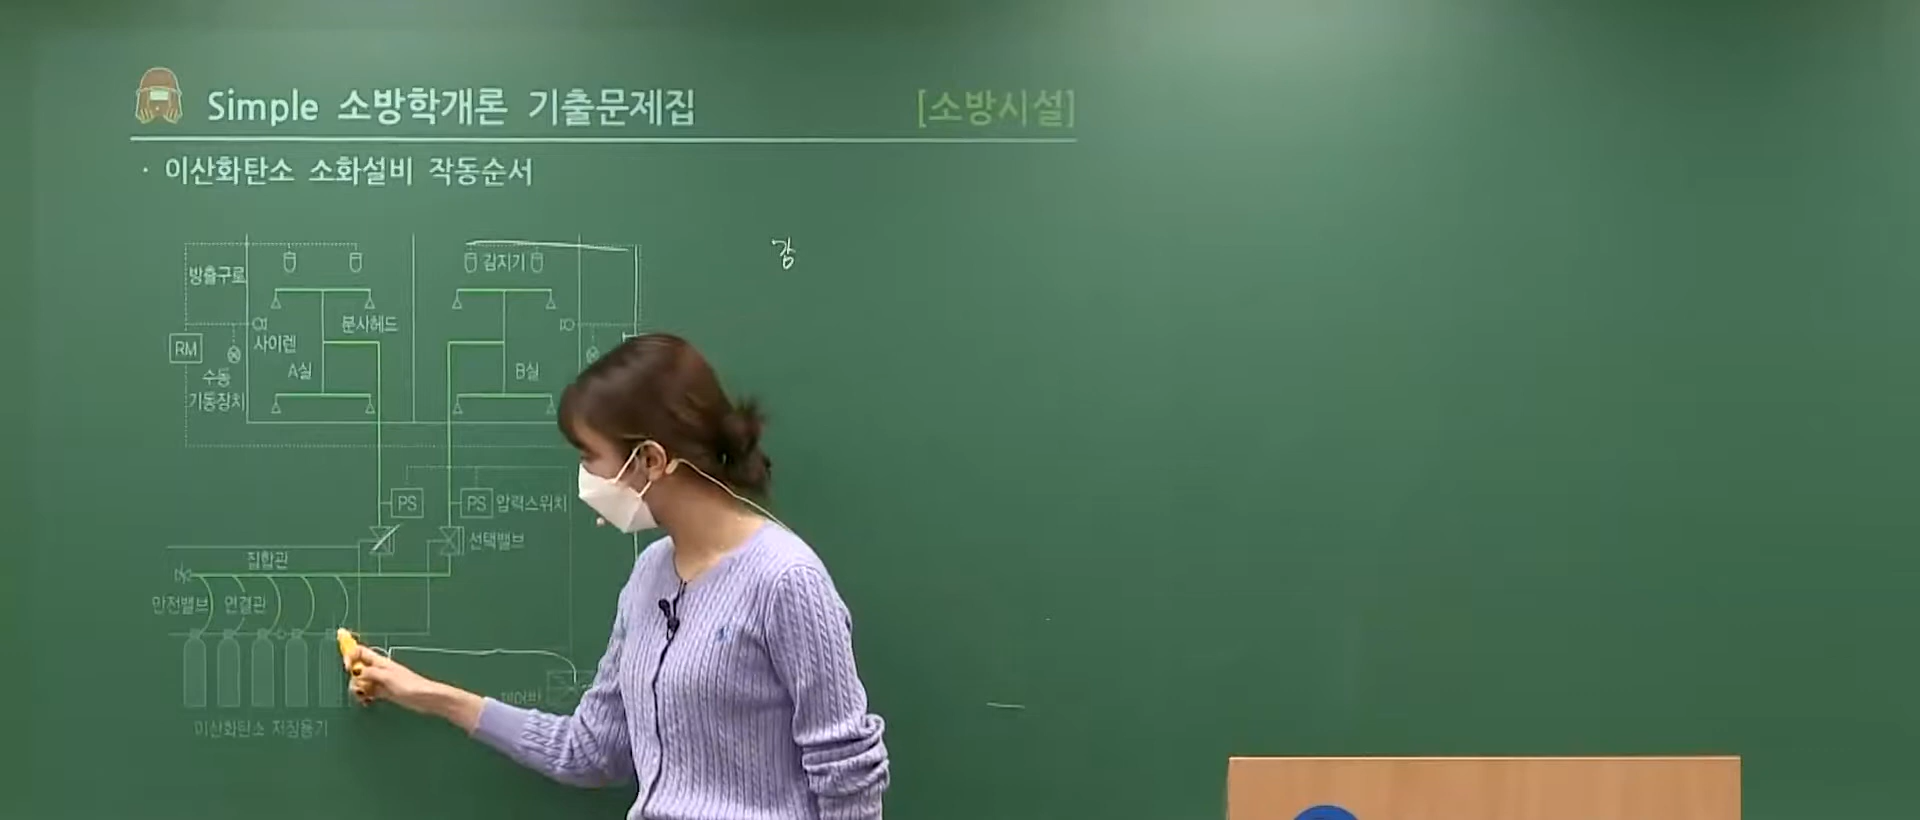 Simple 소방학개론 기출문제집
[소방시설]
· 이산화탄소 소화설비 작동순서
감
방출구로
감지기
분사헤드
사이렌
RM
A실
B실
수동
기동장치
PS
PS
압력스위치
선택밸브
집합관
안전밸브
연결관
제어반
이산화탄소 저장용기